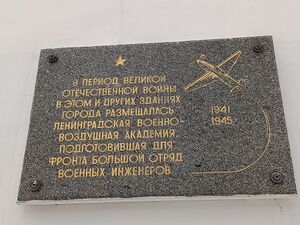 В ПЕРИОД ВЕЛИКОЙ
ОТЕЧЕСТВЕННОЙ ВОЙНЫ
В ЭТОМ И ДРУГИХ ЗДАНИЯХ
ГОРОДА РАЗМЕЩАЛАСЬ
ЛЕНИНГРАДСКАЯ ВОЕННО-
ВОЗДУШНАЯ АКАДЕМИЯ,
ПОДГОТОВИВШАЯ ДЛЯ
ФРОНТА БОЛЬШОЙ ОТРЯД
ВОЕННЫХ ИНЖЕНЕРОВ
1941
1945